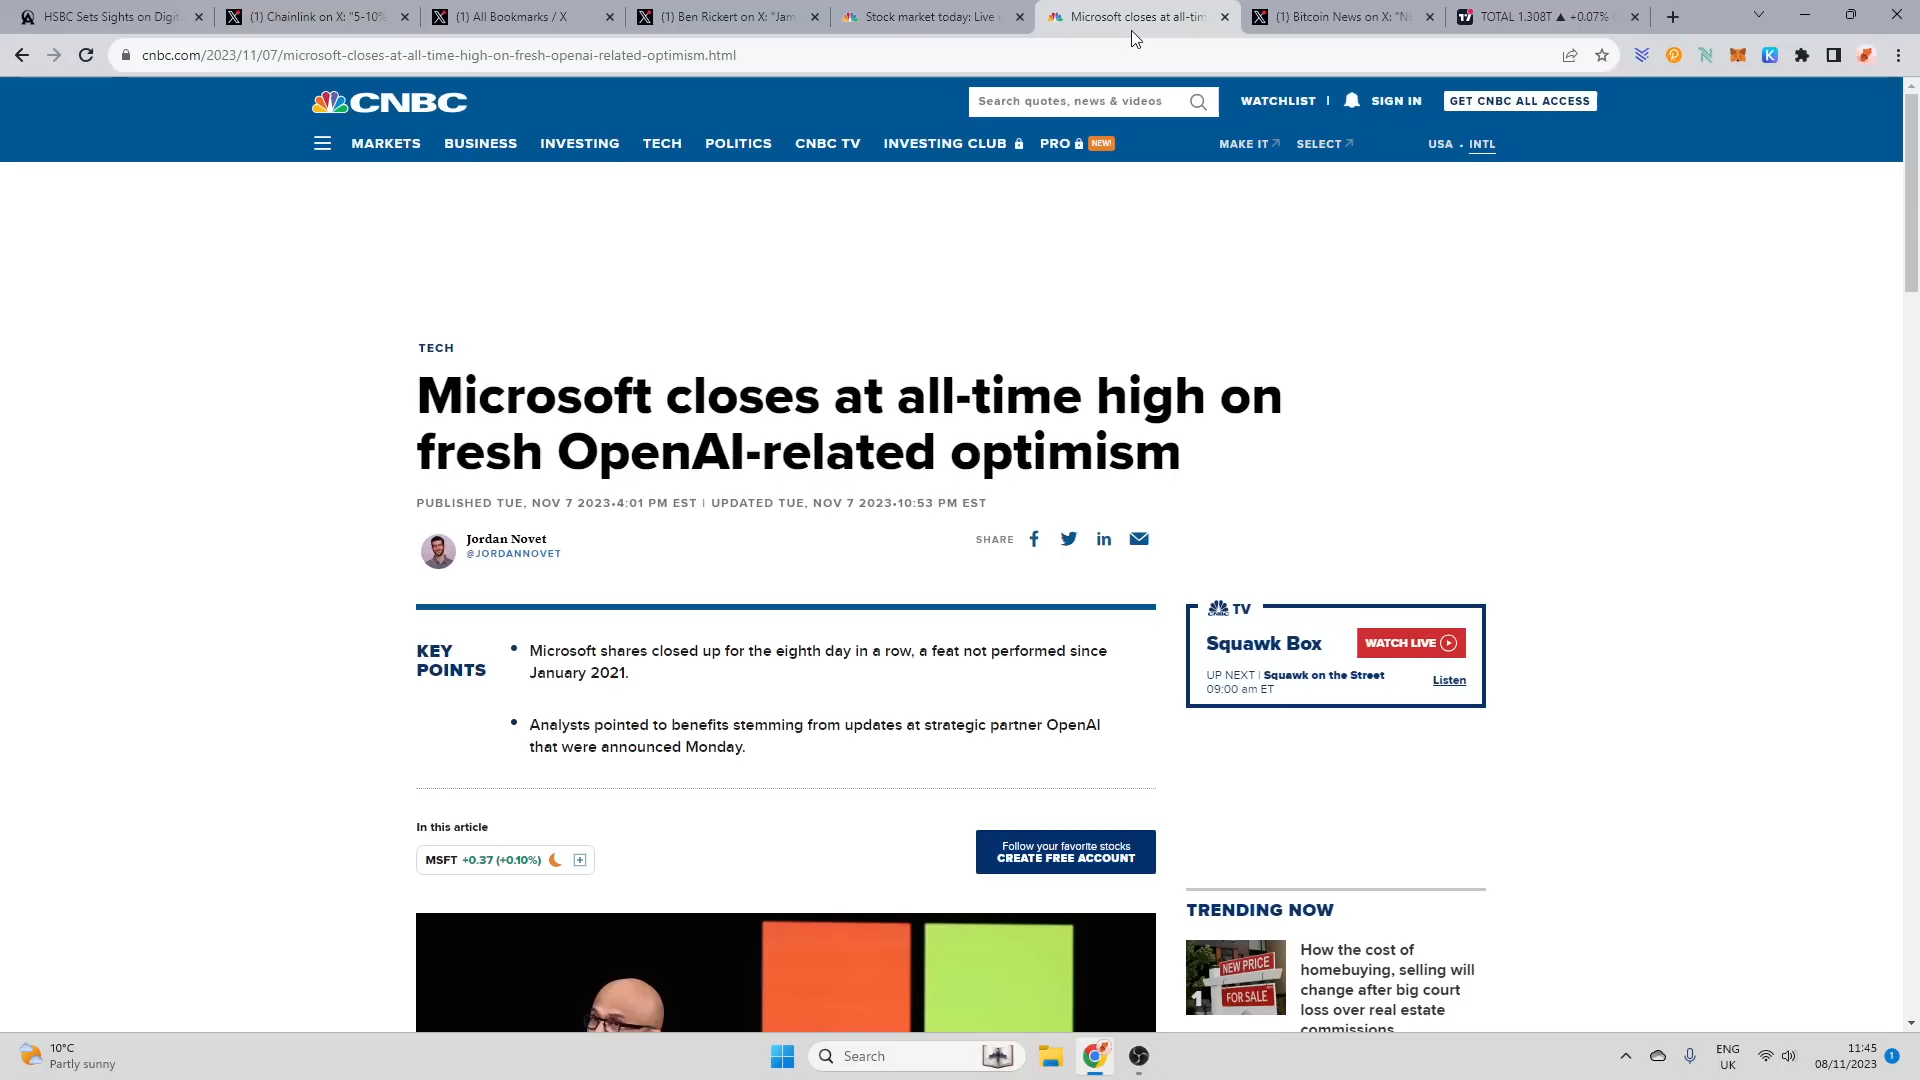 HSBC Sets Sights on Digit
(1) Chainlink on X: "5-10%
(1) All Bookmarks / X
(1) Ben Rickert on X: "Jam
Stock market today: Live
Microsoft closes at all-tim
(1) Bitcoin News on X: "NE
TOTAL 1.308T ▲ +0.07%
cnbc.com/2023/11/07/microsoft-closes-at-all-time-high-on-fresh-openai-related-optimism.html
CNBC
Search quotes, news & videos
WATCHLIST |
SIGN IN
GET CNBC ALL ACCESS
MARKETS
BUSINESS
INVESTING
TECH
POLITICS
CNBC TV
INVESTING CLUB
PRO
NEW!
MAKE IT
SELECT
USA • INTL
TECH
Microsoft closes at all-time high on
fresh OpenAI-related optimism
PUBLISHED TUE, NOV 7 2023•4:01 PM EST | UPDATED TUE, NOV 7 2023•10:53 PM EST
Jordan Novet
@JORDANNOVET
SHARE
KEY
POINTS
• Microsoft shares closed up for the eighth day in a row, a feat not performed since
January 2021.
• Analysts pointed to benefits stemming from updates at strategic partner OpenAI
that were announced Monday.
In this article
MSFT +0.37 (+0.10%)
Follow your favorite stocks
CREATE FREE ACCOUNT
CNBC TV
Squawk Box
WATCH LIVE
UP NEXT | Squawk on the Street
09:00 am ET
Listen
TRENDING NOW
1
NEW PRICE
FOR SALE
How the cost of
homebuying, selling will
change after big court
loss over real estate
commissions
10°C
Partly sunny
Search
ENG
UK
11:45
08/11/2023
1